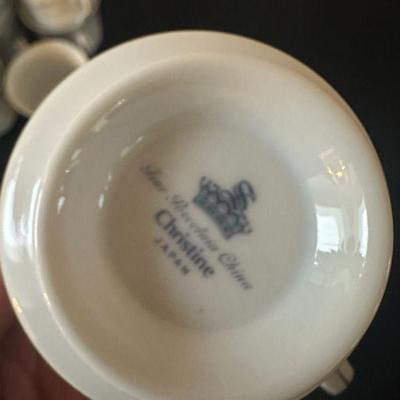 S
Fine Porcelain China
Christine
JAPAN